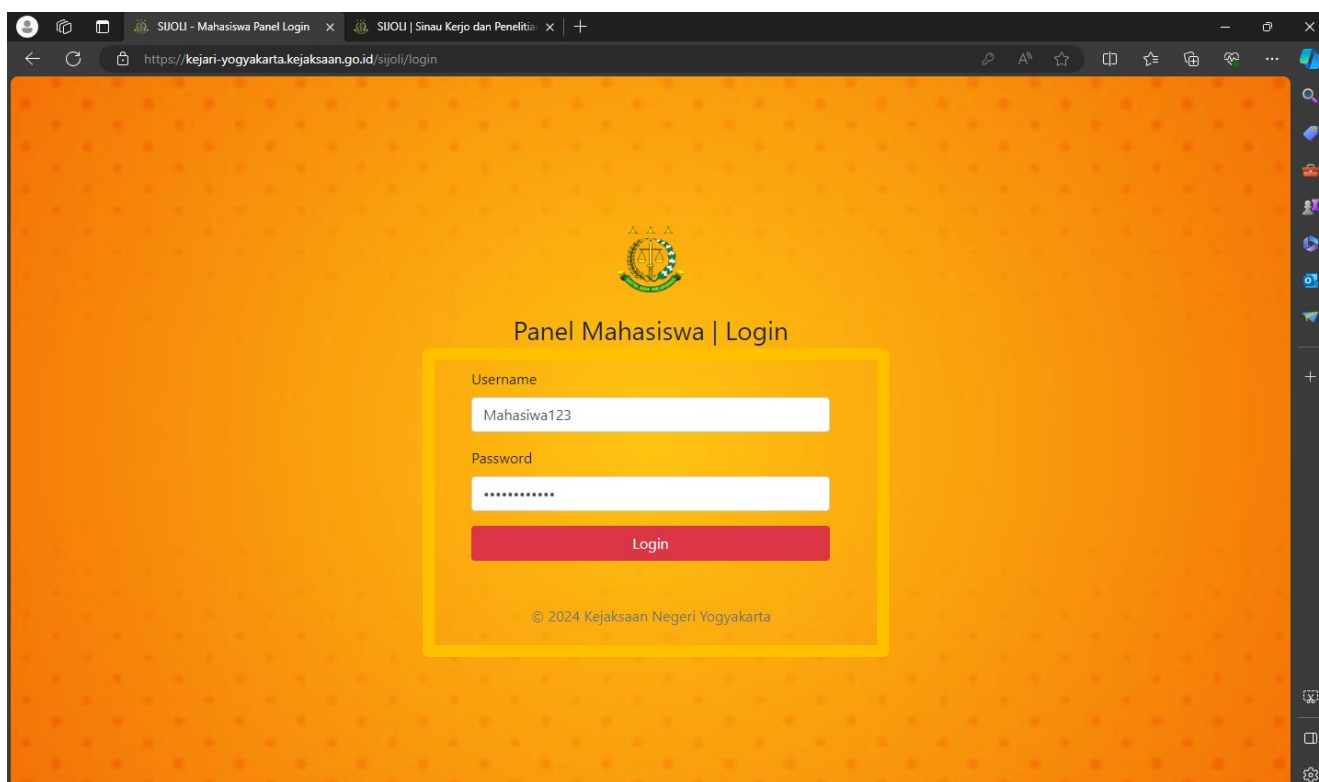 SIJOLI - Mahasiswa Panel Login
SIJOLI | Sinau Kerjo dan Penelitia
https://kejari-yogyakarta.kejaksaan.go.id/sijoli/login
Panel Mahasiswa | Login
Username
Mahasiwa123
Password
••••••••••••
Login
© 2024 Kejaksaan Negeri Yogyakarta